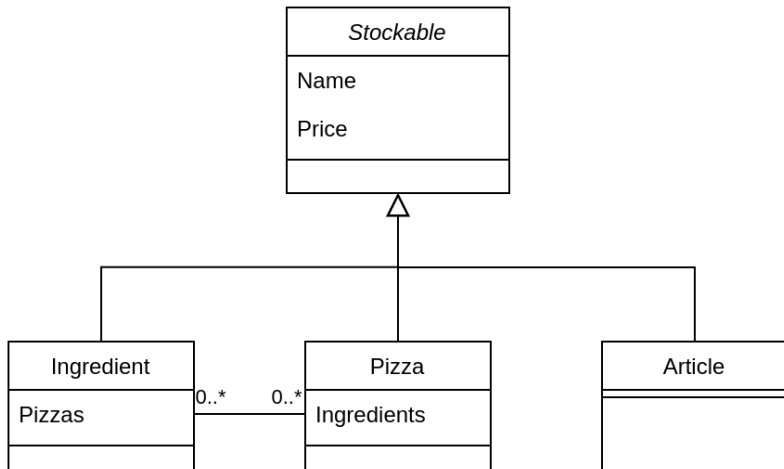 Stockable
Name
Price
Ingredient
Pizza
Article
0..*
0..*
Pizzas
Ingredients